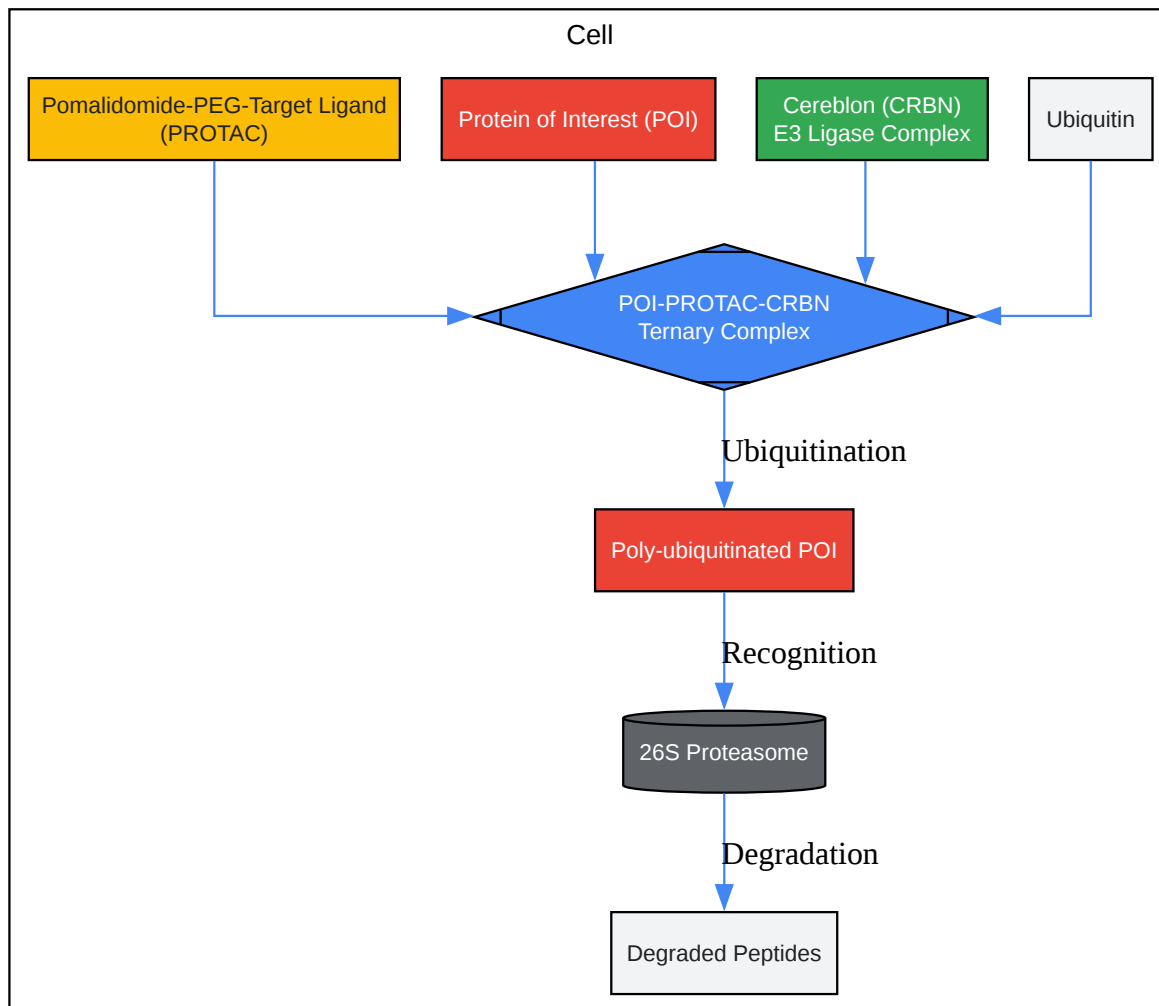 Cell
Pomalidomide-PEG-Target Ligand
(PROTAC)
Protein of Interest (POI)
Cereblon (CRBN)
E3 Ligase Complex
Ubiquitin
POI-PROTAC-CRBN
Ternary Complex
Ubiquitination
Poly-ubiquitinated POI
Recognition
26S Proteasome
Degradation
Degraded Peptides